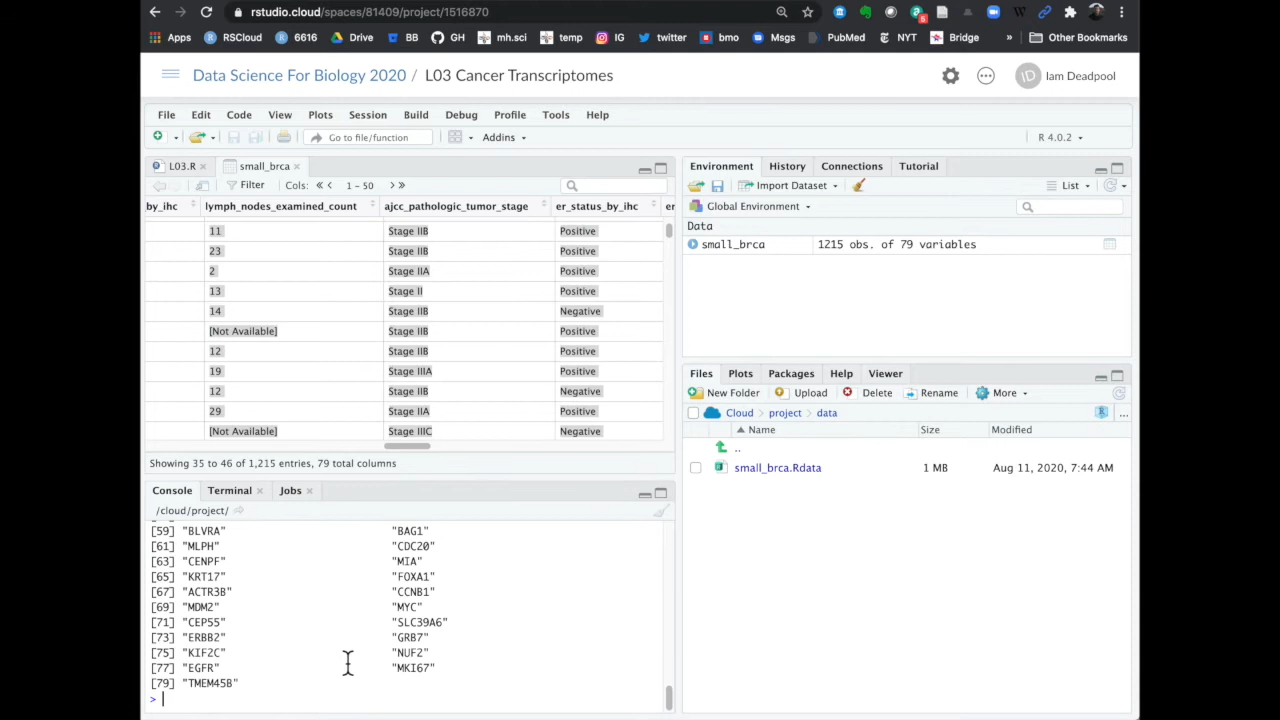 rstudio.cloud/spaces/81409/project/1516870
Apps RSCloud 6616 Drive BB GH mh.sci temp IG twitter bmo Msgs PubMed NYT Bridge » Other Bookmarks
Data Science For Biology 2020 / L03 Cancer Transcriptomes
ID Iam Deadpool
File Edit Code View Plots Session Build Debug Profile Tools Help
Go to file/function Addins R 4.0.2
L03.R small_brca
Filter Cols: 1 - 50
by_ihc lymph_nodes_examined_count ajcc_pathologic_tumor_stage er_status_by_ihc er
11 Stage IIB Positive
23 Stage IIB Positive
2 Stage IIA Positive
13 Stage II Positive
14 Stage IIB Negative
[Not Available] Stage IIB Positive
12 Stage IIB Positive
19 Stage IIIA Positive
12 Stage IIB Negative
29 Stage IIA Positive
[Not Available] Stage IIIC Negative
Showing 35 to 46 of 1,215 entries, 79 total columns
Console Terminal Jobs
/cloud/project/
[59] "BLVRA" "BAG1"
[61] "MLPH" "CDC20"
[63] "CENPF" "MIA"
[65] "KRT17" "FOXA1"
[67] "ACTR3B" "CCNB1"
[69] "MDM2" "MYC"
[71] "CEP55" "SLC39A6"
[73] "ERBB2" "GRB7"
[75] "KIF2C" "NUF2"
[77] "EGFR" "MKI67"
[79] "TMEM45B"
>
Environment History Connections Tutorial
Import Dataset List
Global Environment
Data
small_brca 1215 obs. of 79 variables
Files Plots Packages Help Viewer
New Folder Upload Delete Rename More
Cloud > project > data ...
Name Size Modified
..
small_brca.Rdata 1 MB Aug 11, 2020, 7:44 AM